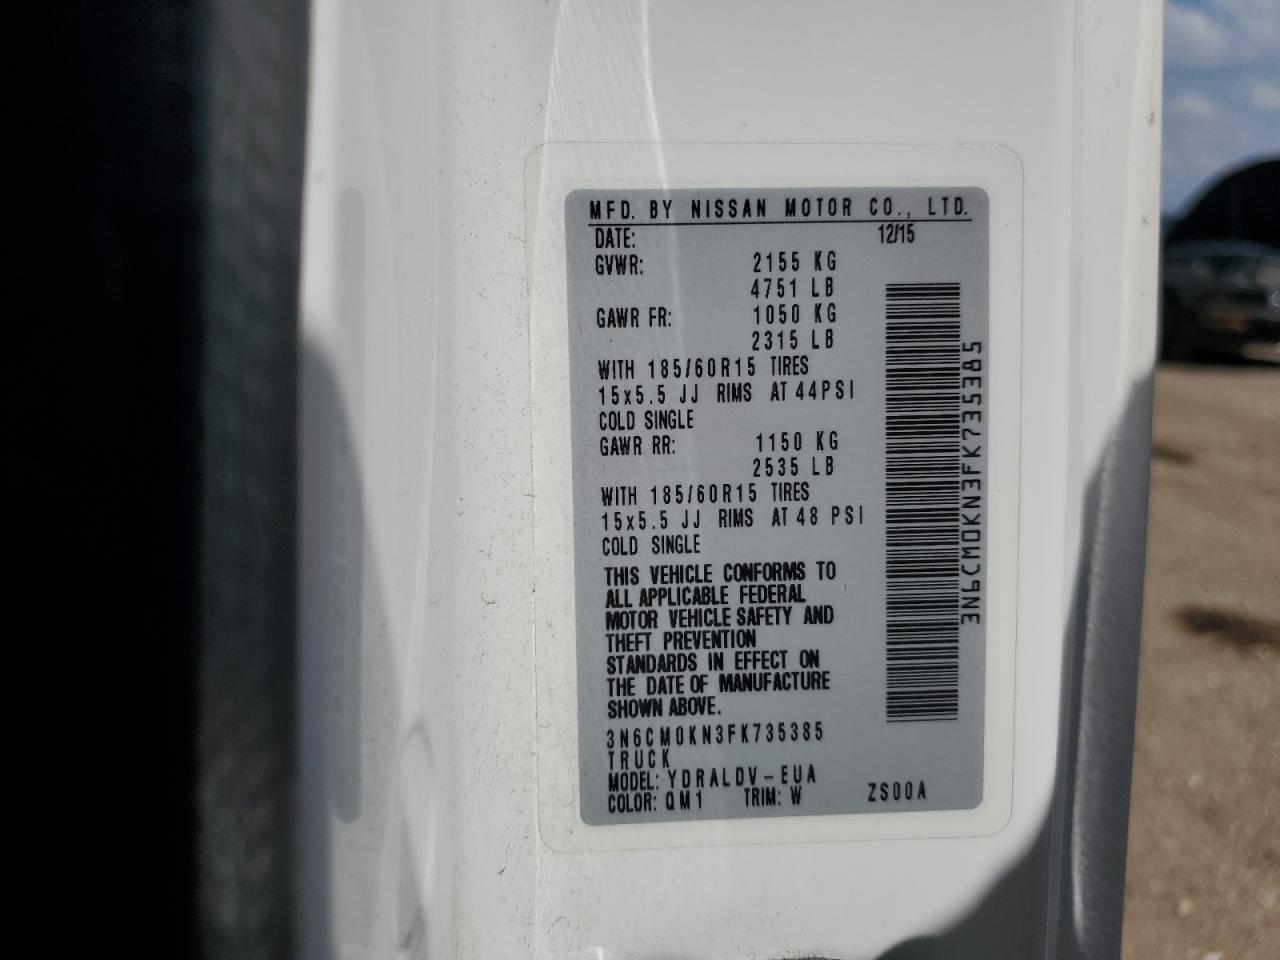 MFD. BY NISSAN MOTOR CO., LTD.
DATE: 12/15
GVWR: 2155 KG
4751 LB
GAWR FR: 1050 KG
2315 LB
WITH 185/60R15 TIRES
15x5.5 JJ RIMS AT 44PSI
COLD SINGLE
GAWR RR: 1150 KG
2535 LB
WITH 185/60R15 TIRES
15x5.5 JJ RIMS AT 48 PSI
COLD SINGLE
THIS VEHICLE CONFORMS TO
ALL APPLICABLE FEDERAL
MOTOR VEHICLE SAFETY AND
THEFT PREVENTION
STANDARDS IN EFFECT ON
THE DATE OF MANUFACTURE
SHOWN ABOVE.
3N6CM0KN3FK735385
TRUCK
MODEL: YDRALDV-EUA
COLOR: QM1 TRIM: W ZS00A
3N6CM0KN3FK735385